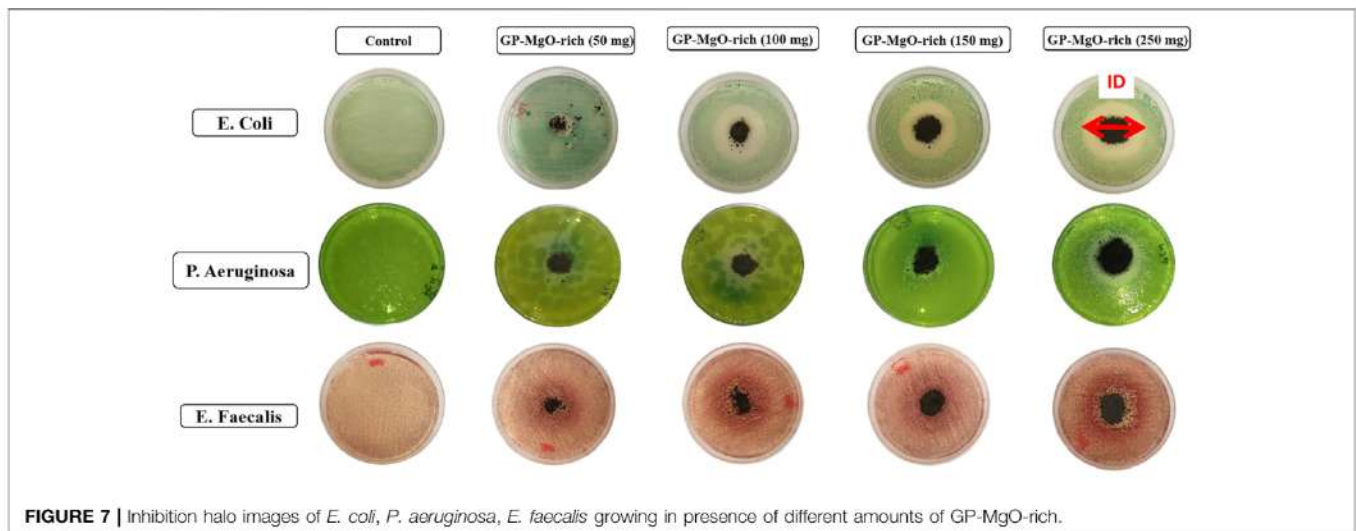 Control
GP-MgO-rich (50 mg)
GP-MgO-rich (100 mg)
GP-MgO-rich (150 mg)
GP-MgO-rich (250 mg)
E. Coli
ID
P. Aeruginosa
E. Faecalis
FIGURE 7 | Inhibition halo images of E. coli, P. aeruginosa, E. faecalis growing in presence of different amounts of GP-MgO-rich.